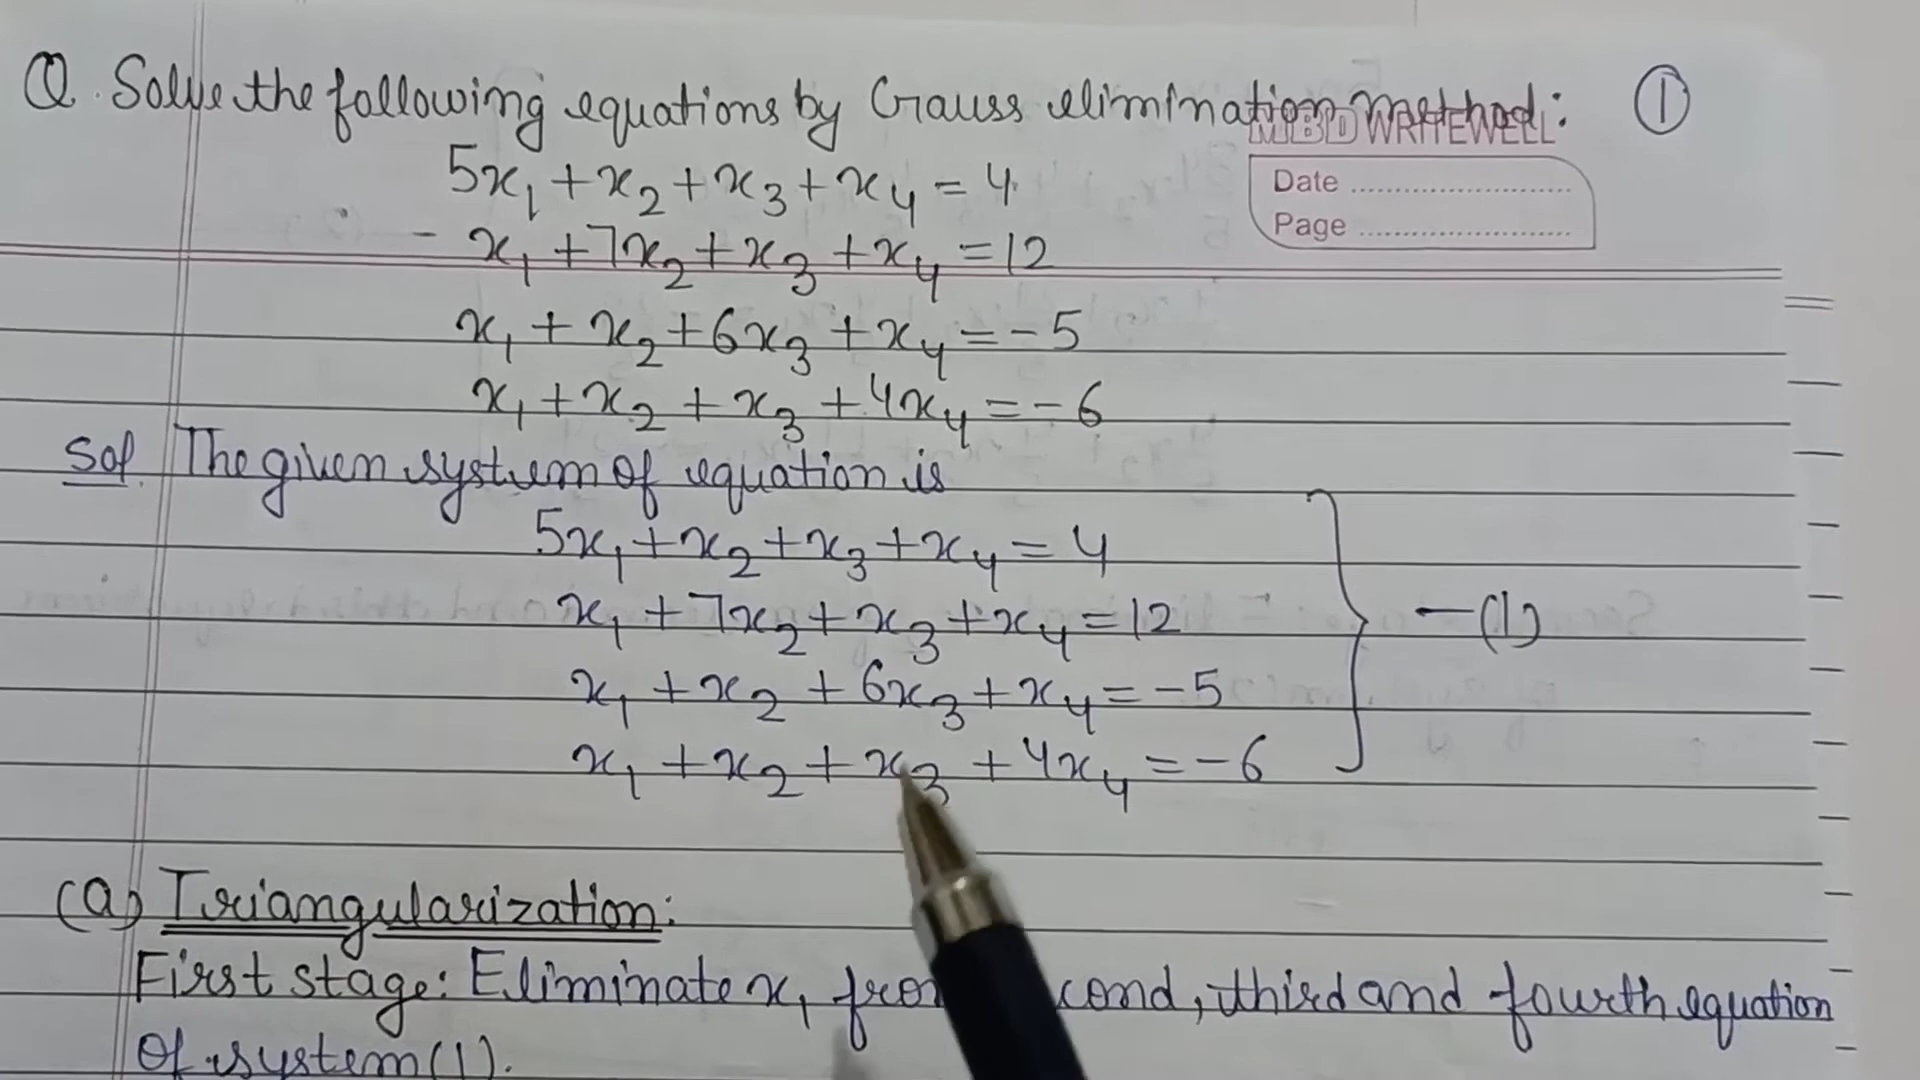 Q. Solve the following equations by Gauss elimination method: ①
MBD WRITEWELL
5x₁ + x₂ + x₃ + x₄ = 4
Date ........................
Page ........................
- x₁ + 7x₂ + x₃ + x₄ = 12
x₁ + x₂ + 6x₃ + x₄ = -5
x₁ + x₂ + x₃ + 4x₄ = -6
Sol. The given system of equation is
5x₁ + x₂ + x₃ + x₄ = 4
x₁ + 7x₂ + x₃ + x₄ = 12 — (1)
x₁ + x₂ + 6x₃ + x₄ = -5
x₁ + x₂ + x₃ + 4x₄ = -6
(a) Triangularization:
First stage: Eliminate x₁ , third and fourth equation
of system (1).